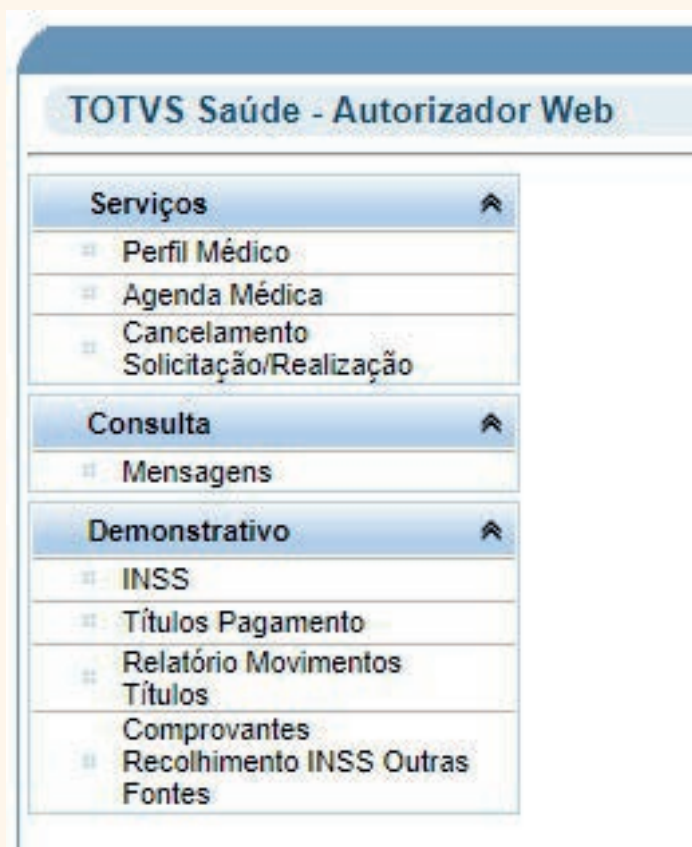 TOTVS Saúde - Autorizador Web
Serviços
Perfil Médico
Agenda Médica
Cancelamento
Solicitação/Realização
Consulta
Mensagens
Demonstrativo
INSS
Títulos Pagamento
Relatório Movimentos
Títulos
Comprovantes
Recolhimento INSS Outras
Fontes